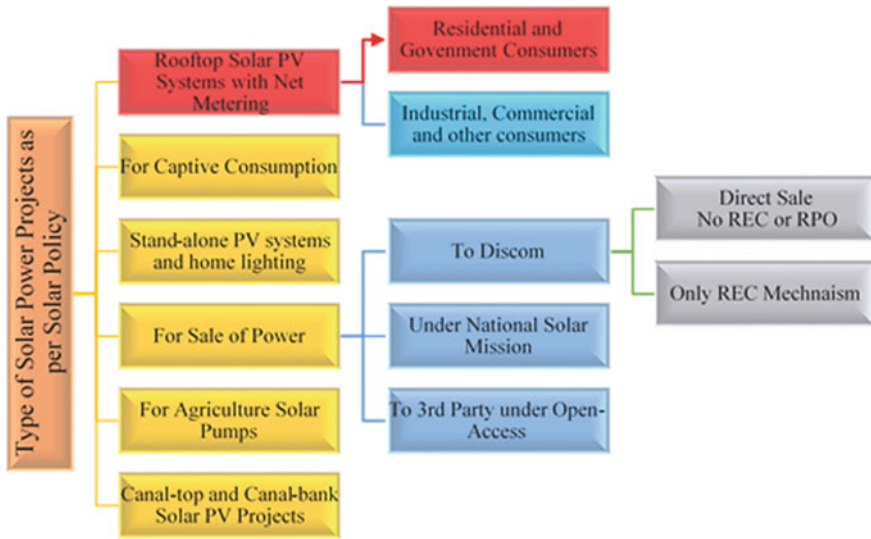 Type of Solar Power Projects as
per Solar Policy
Rooftop Solar PV
Systems with Net
Metering
For Captive Consumption
Stand-alone PV systems
and home lighting
For Sale of Power
For Agriculture Solar
Pumps
Canal-top and Canal-bank
Solar PV Projects
Residential and
Govenment Consumers
Industrial, Commercial
and other consumers
To Discom
Under National Solar
Mission
To 3rd Party under Open-
Access
Direct Sale
No REC or RPO
Only REC Mechnaism